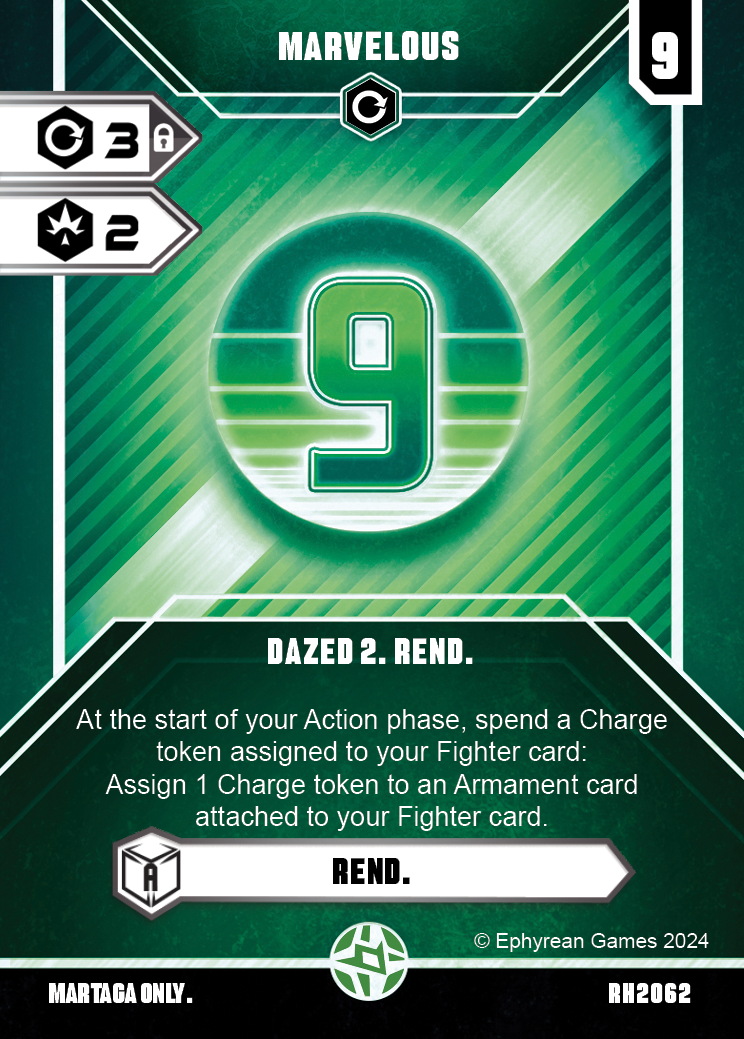 MARVELOUS
9
3
2
9
DAZED 2. REND.
At the start of your Action phase, spend a Charge
token assigned to your Fighter card:
Assign 1 Charge token to an Armament card
attached to your Fighter card.
A
REND.
© Ephyrean Games 2024
MARTAGA ONLY.
RH2062